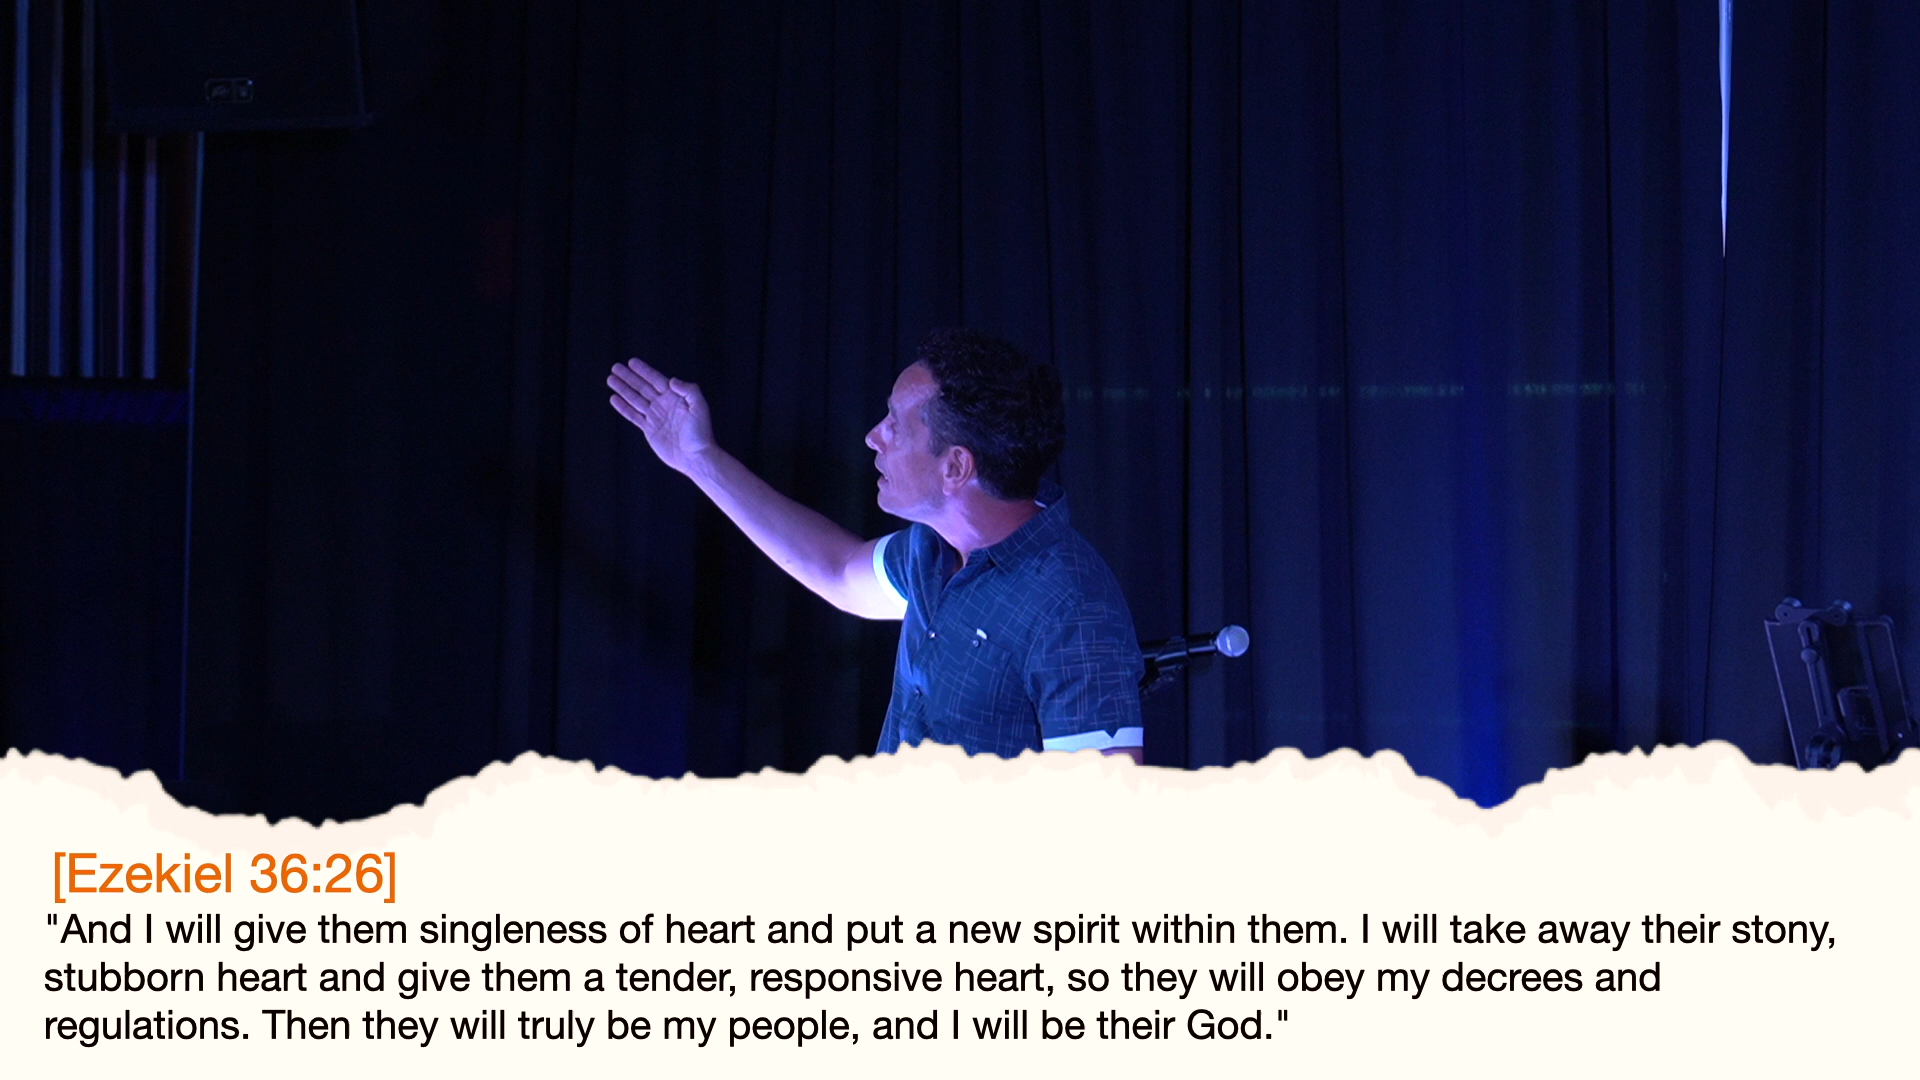 [Ezekiel 36:26]
"And I will give them singleness of heart and put a new spirit within them. I will take away their stony,
stubborn heart and give them a tender, responsive heart, so they will obey my decrees and
regulations. Then they will truly be my people, and I will be their God."